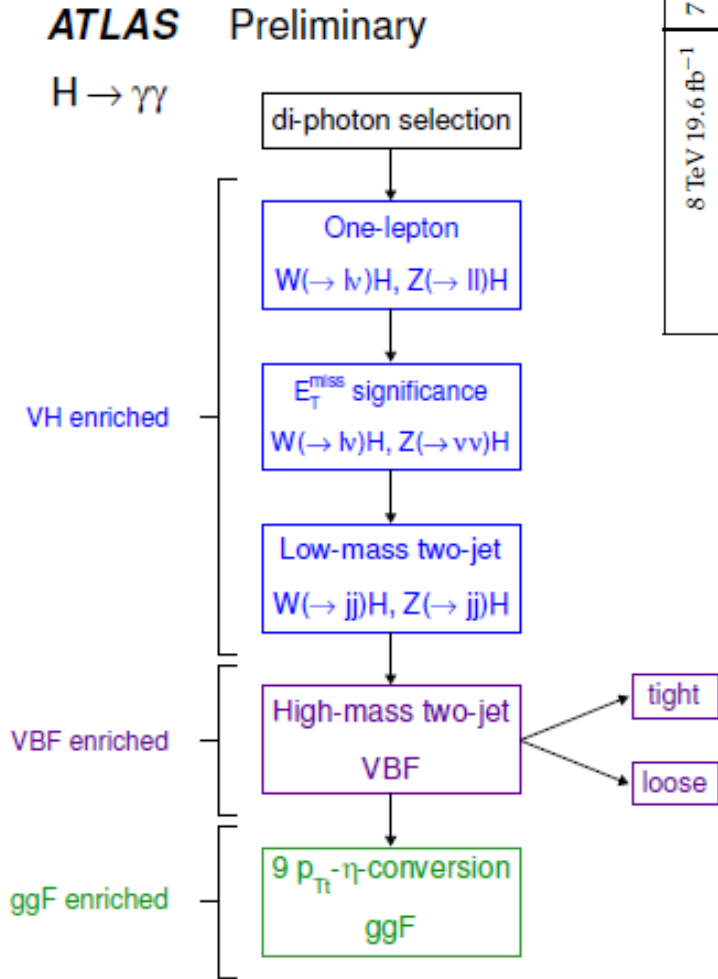 ATLAS Preliminary
7
H → γγ
8 TeV 19.6 fb⁻¹
di-photon selection
One-lepton
W(→ lν)H, Z(→ ll)H
E_T^miss significance
VH enriched
W(→ lν)H, Z(→ νν)H
Low-mass two-jet
W(→ jj)H, Z(→ jj)H
High-mass two-jet
VBF
VBF enriched
tight
loose
9 p_Tt-η-conversion
ggF
ggF enriched